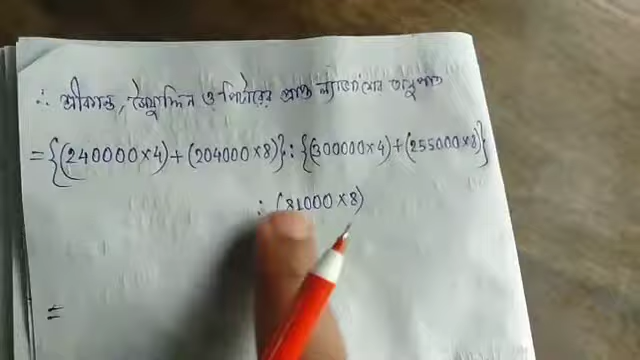 ∴ শ্রীকান্ত, সৈফুদ্দিন ও পিটারের প্রাপ্ত লভ্যাংশের অনুপাত
= {(240000×4)+(204000×8)} : {(300000×4)+(255000×8)}
: (81000×8)
=